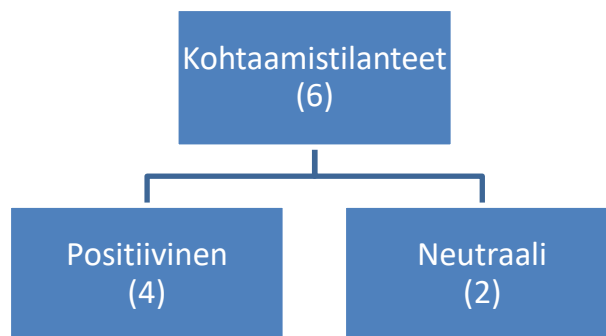 Kohtaamistilanteet
(6)
Positiivinen
(4)
Neutraali
(2)